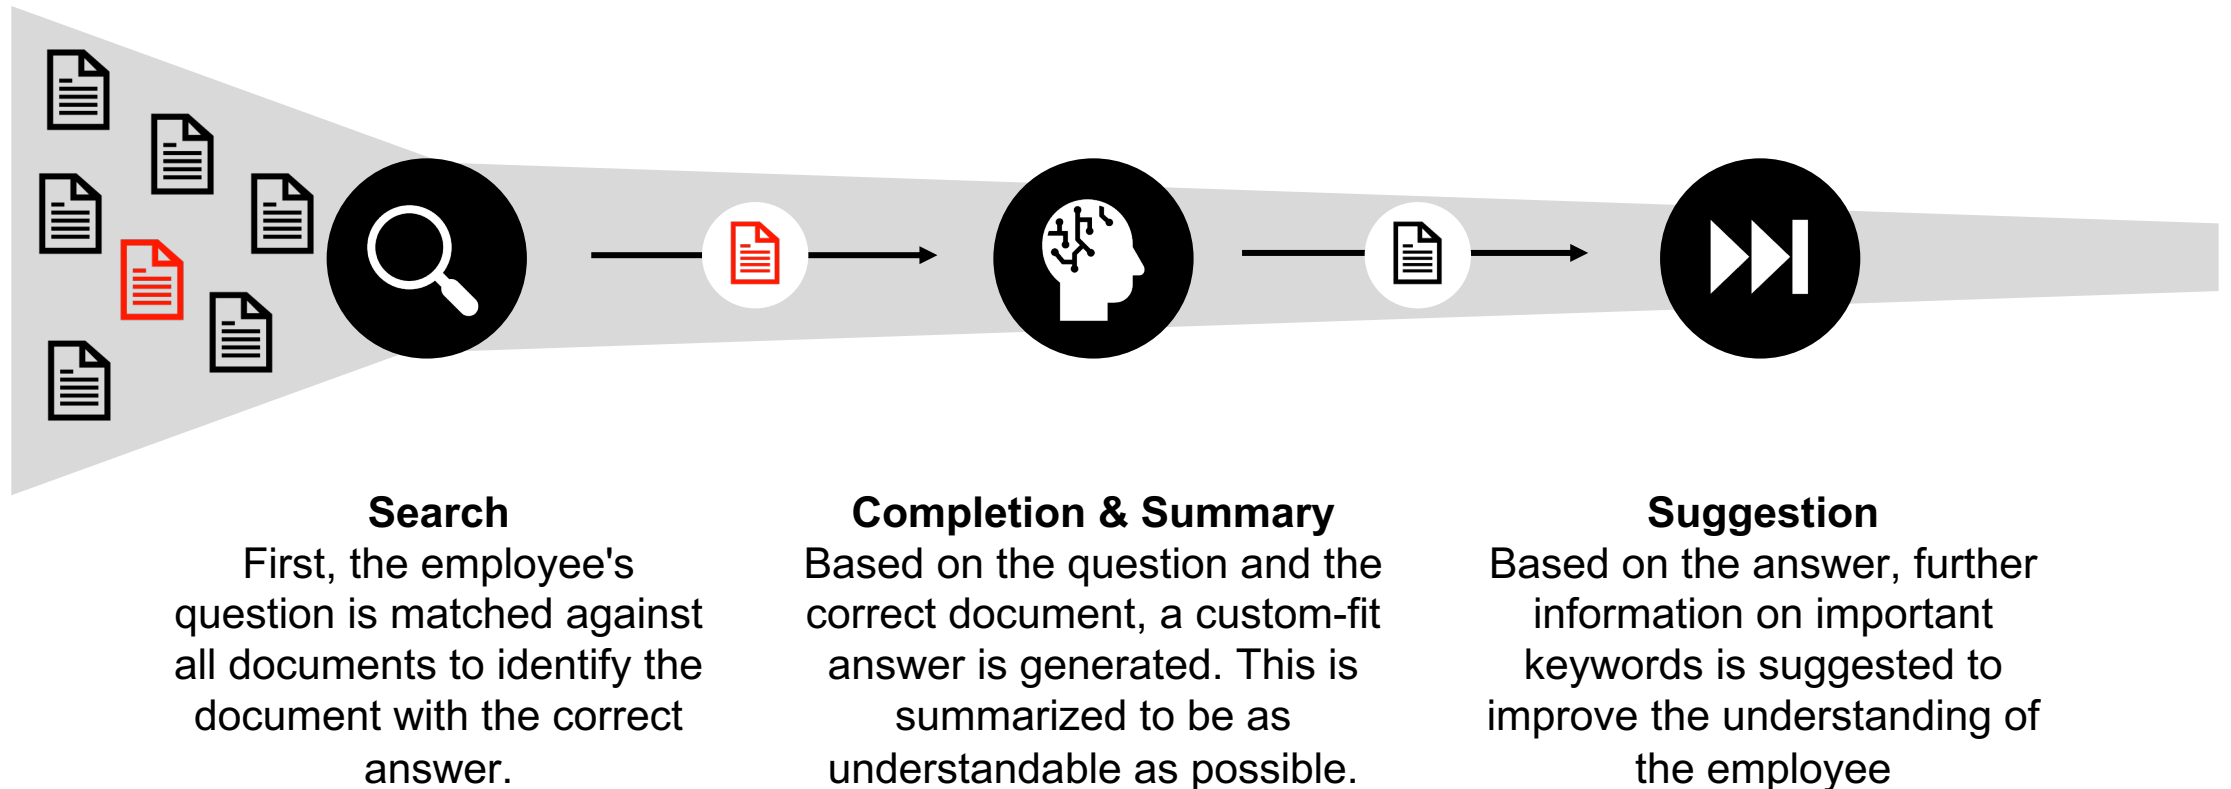 Search
First, the employee's
question is matched against
all documents to identify the
document with the correct
answer.
Completion & Summary
Based on the question and the
correct document, a custom-fit
answer is generated. This is
summarized to be as
understandable as possible.
Suggestion
Based on the answer, further
information on important
keywords is suggested to
improve the understanding of
the employee